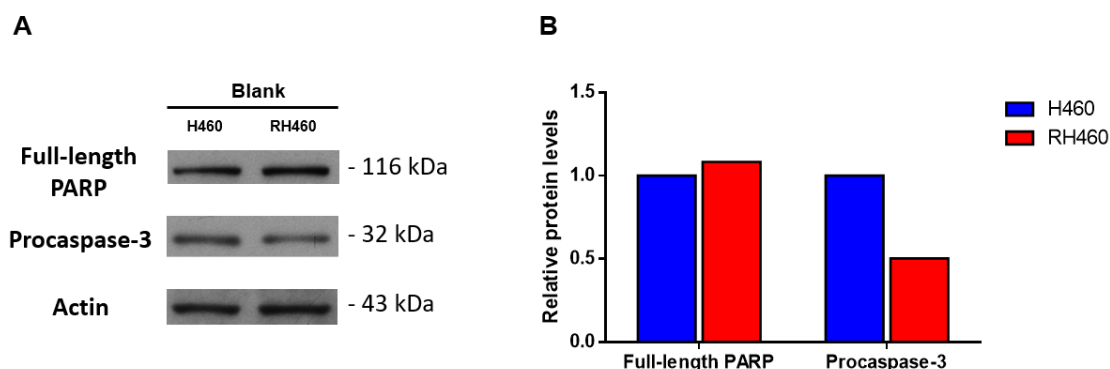 A
Blank
H460 RH460
Full-length
PARP
- 116 kDa
Procaspase-3
- 32 kDa
Actin
- 43 kDa
B
Relative protein levels
1.5
1.0
0.5
0.0
Full-length PARP
Procaspase-3
H460
RH460